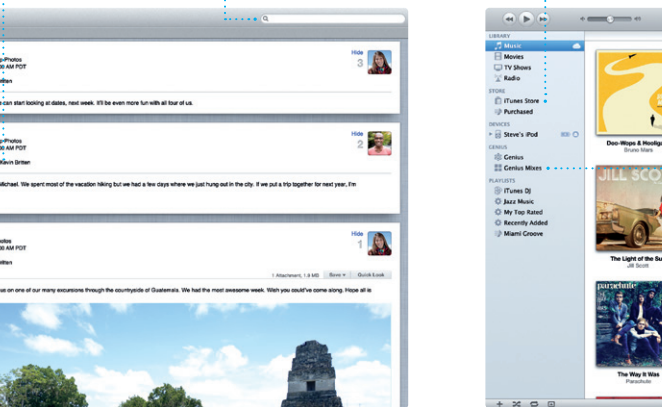 p-Photos
Hide
00 AM PDT
3
ritten
can start looking at dates, next week. It'll be even more fun with all four of us.
p-Photos
Hide
00 AM PDT
2
Kevin Britten
Michael. We spent most of the vacation hiking but we had a few days where we just hung out in the city. If we put a trip together for next year, I'm
Hide
00 AM PDT
1
ritten
1 Attachment, 1.9 MB Save Quick Look
us on one of our many excursions through the countryside of Guatemala. We had the most awesome week. Wish you could've come along. Hope all is
LIBRARY
Music
Movies
TV Shows
Radio
STORE
iTunes Store
Purchased
DEVICES
Steve's iPod
GENIUS
Genius
Genius Mixes
PLAYLISTS
iTunes DJ
Jazz Music
My Top Rated
Recently Added
Miami Groove
Doo-Wops & Hooliga
Bruno Mars
JILL SCO
The Light of the Su
Jill Scott
parachute
The Way It Was
Parachute